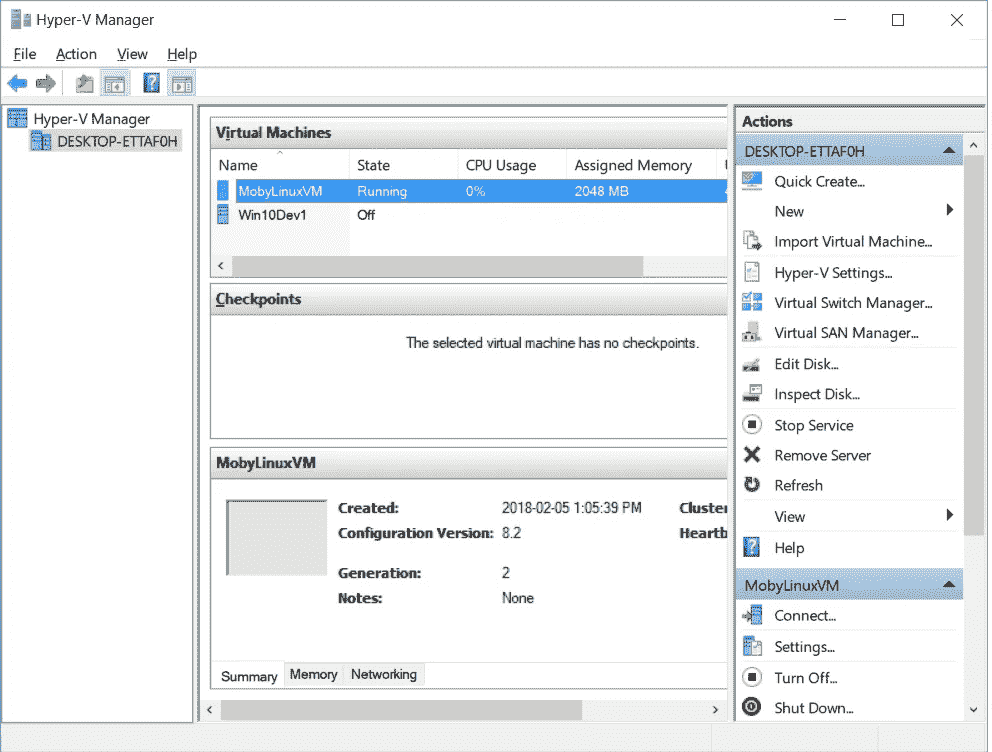 Hyper-V Manager
File Action View Help
Hyper-V Manager
DESKTOP-ETTAF0H
Virtual Machines
Name State CPU Usage Assigned Memory
MobyLinuxVM Running 0% 2048 MB
Win10Dev1 Off
Checkpoints
The selected virtual machine has no checkpoints.
MobyLinuxVM
Created: 2018-02-05 1:05:39 PM Cluster
Configuration Version: 8.2 Heartb
Generation: 2
Notes: None
Summary Memory Networking
Actions
DESKTOP-ETTAF0H
Quick Create...
New
Import Virtual Machine...
Hyper-V Settings...
Virtual Switch Manager...
Virtual SAN Manager...
Edit Disk...
Inspect Disk...
Stop Service
Remove Server
Refresh
View
Help
MobyLinuxVM
Connect...
Settings...
Turn Off...
Shut Down...